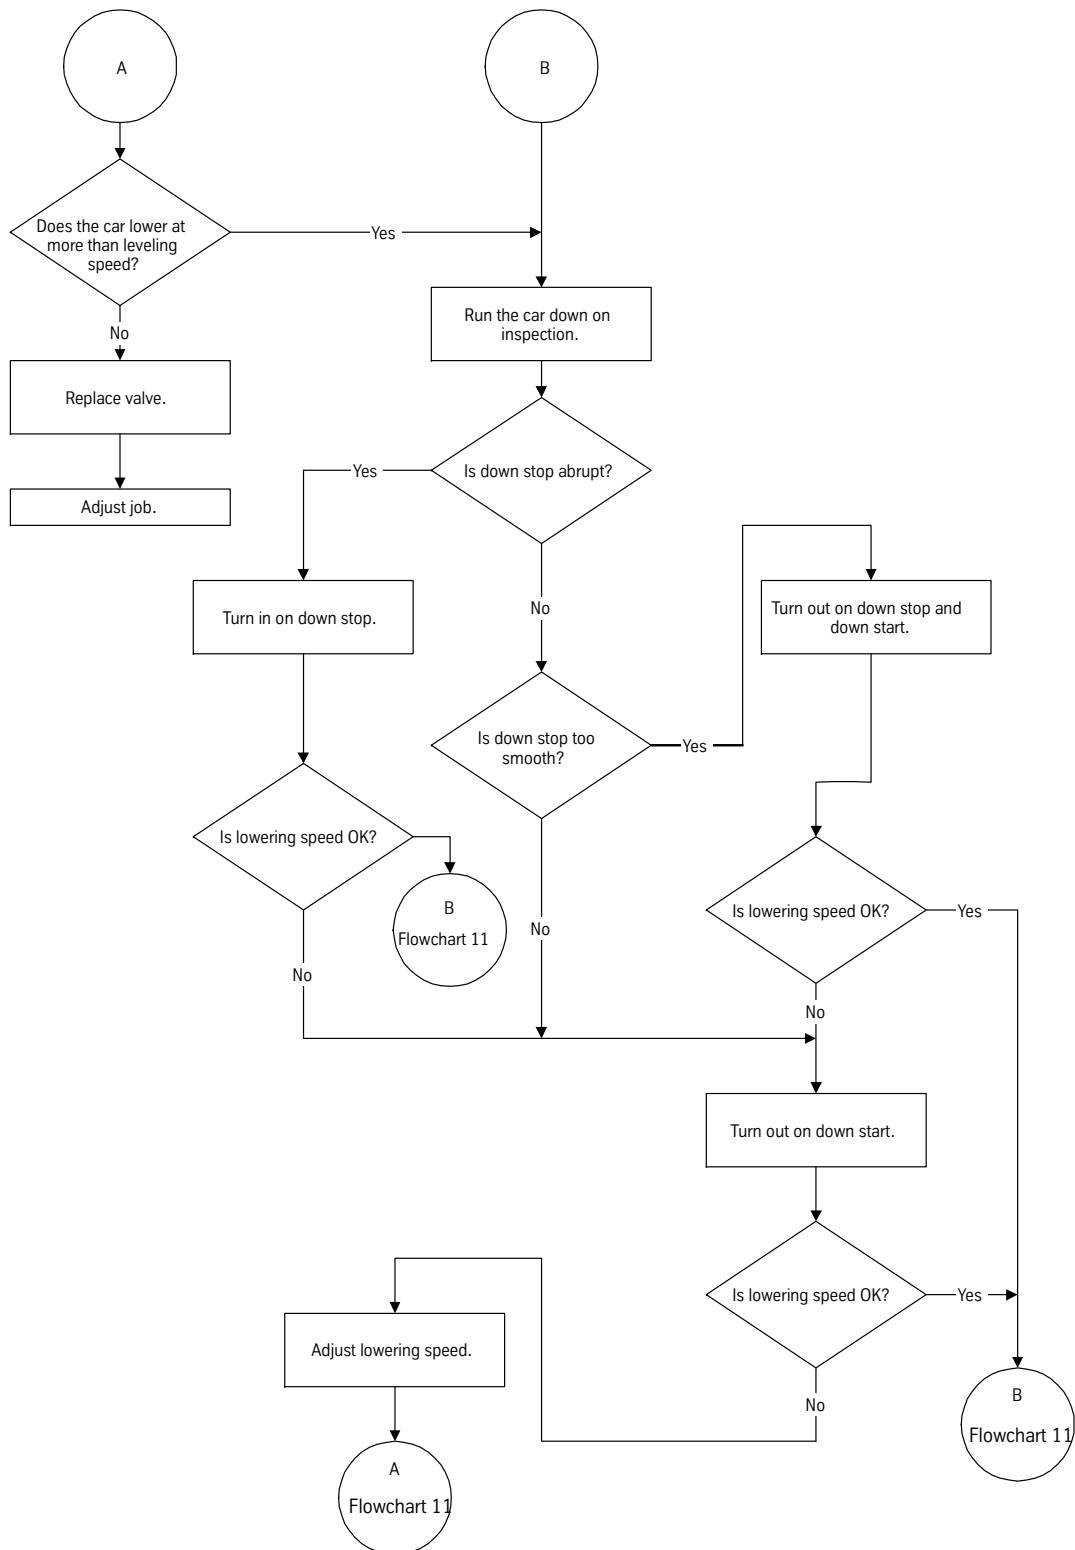 A
B
Does the car lower at
more than leveling
speed?
Yes
No
Run the car down on
inspection.
Replace valve.
Adjust job.
Is down stop abrupt?
Yes
No
Turn in on down stop.
Turn out on down stop and
down start.
Is down stop too
smooth?
Yes
No
Is lowering speed OK?
B
Flowchart 11
No
Is lowering speed OK?
Yes
No
Turn out on down start.
Is lowering speed OK?
Yes
No
Adjust lowering speed.
B
Flowchart 11
A
Flowchart 11